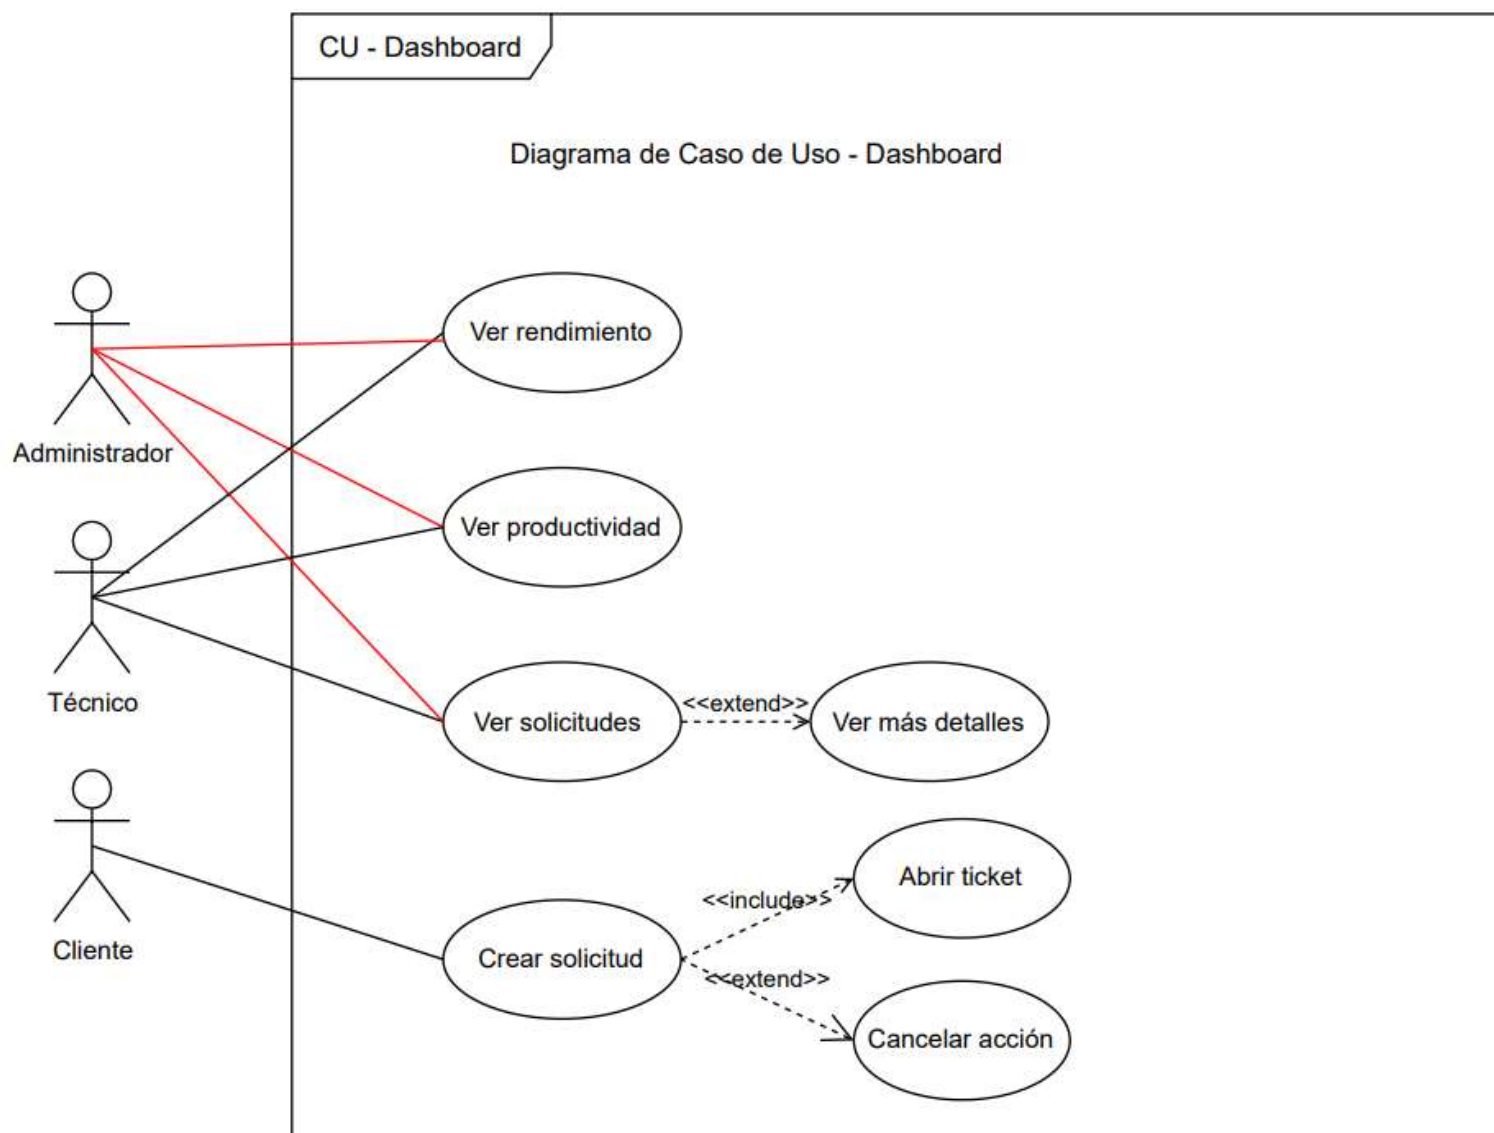 CU - Dashboard
Diagrama de Caso de Uso - Dashboard
Ver rendimiento
Administrador
Ver productividad
Técnico
Ver solicitudes
<<extend>>
Ver más detalles
Cliente
Crear solicitud
<<include>>
Abrir ticket
<<extend>>
Cancelar acción